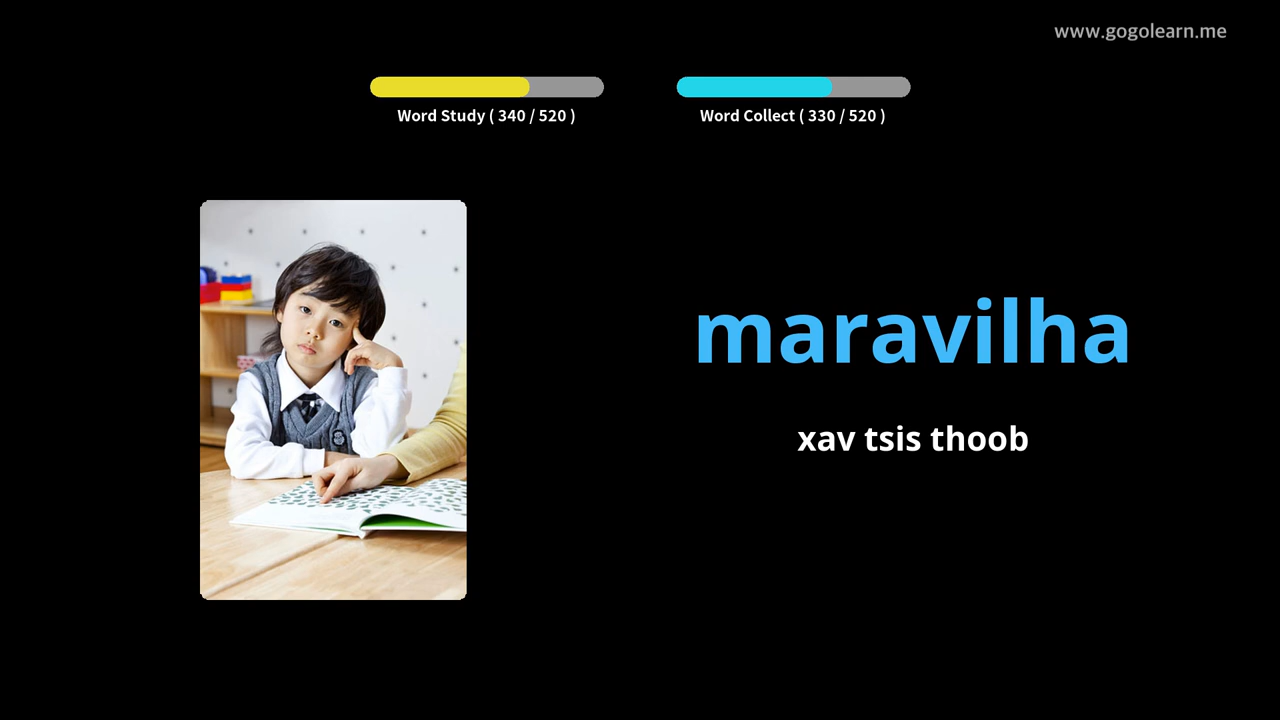 www.gogolearn.me
Word Study ( 340 / 520 )
Word Collect ( 330 / 520 )
maravilha
xav tsis thoob